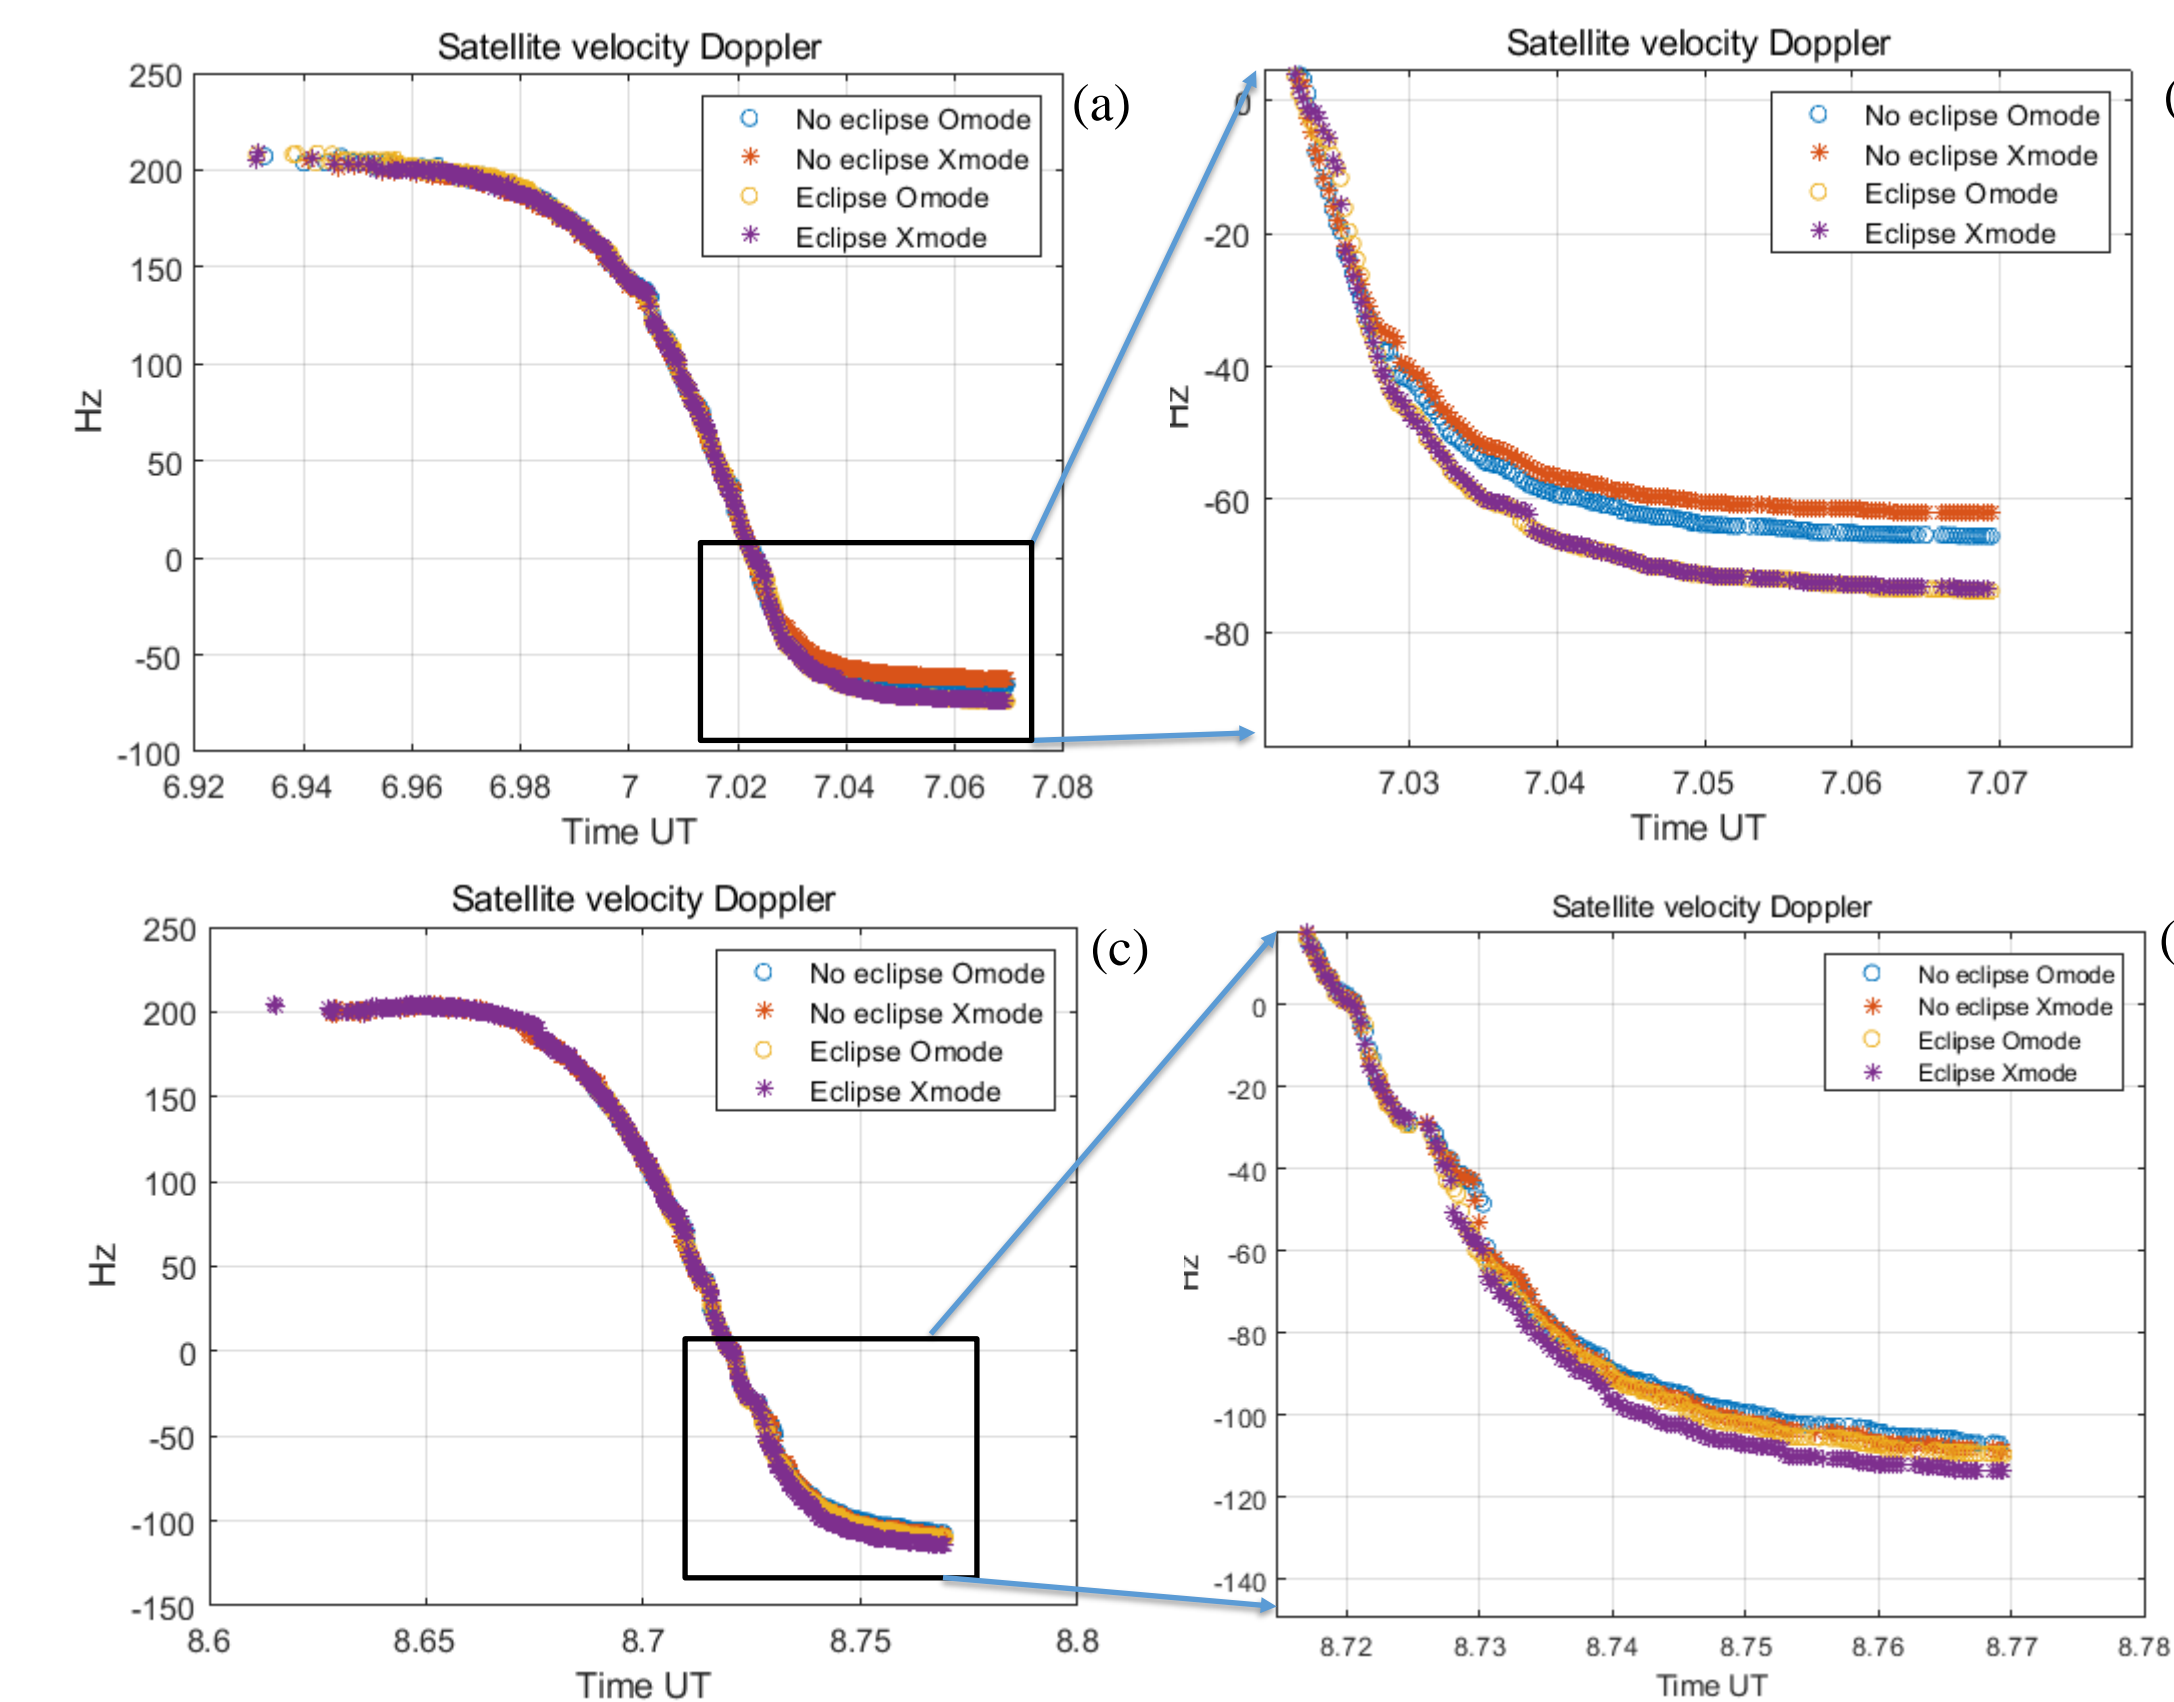 Satellite velocity Doppler
(a)
250
200
150
100
50
0
-50
-100
Hz
No eclipse Omode
No eclipse Xmode
Eclipse Omode
Eclipse Xmode
6.92 6.94 6.96 6.98 7 7.02 7.04 7.06 7.08
Time UT
Satellite velocity Doppler
(
0
-20
-40
-60
-80
Hz
No eclipse Omode
No eclipse Xmode
Eclipse Omode
Eclipse Xmode
7.03 7.04 7.05 7.06 7.07
Time UT
Satellite velocity Doppler
(c)
250
200
150
100
50
0
-50
-100
-150
Hz
No eclipse Omode
No eclipse Xmode
Eclipse Omode
Eclipse Xmode
8.6 8.65 8.7 8.75 8.8
Time UT
Satellite velocity Doppler
(
0
-20
-40
-60
-80
-100
-120
-140
Hz
No eclipse Omode
No eclipse Xmode
Eclipse Omode
Eclipse Xmode
8.72 8.73 8.74 8.75 8.76 8.77 8.78
Time UT